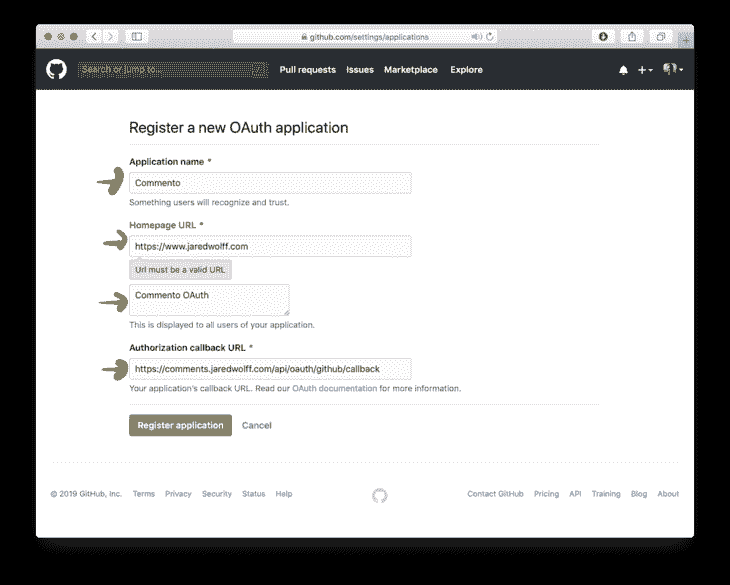 github.com/settings/applications
Search or jump to...
Pull requests Issues Marketplace Explore
Register a new OAuth application
Application name *
Commento
Something users will recognize and trust.
Homepage URL *
https://www.jaredwolff.com
Url must be a valid URL
Commento OAuth
This is displayed to all users of your application.
Authorization callback URL *
https://comments.jaredwolff.com/api/oauth/github/callback
Your application's callback URL. Read our OAuth documentation for more information.
Register application Cancel
© 2019 GitHub, Inc. Terms Privacy Security Status Help Contact GitHub Pricing API Training Blog About